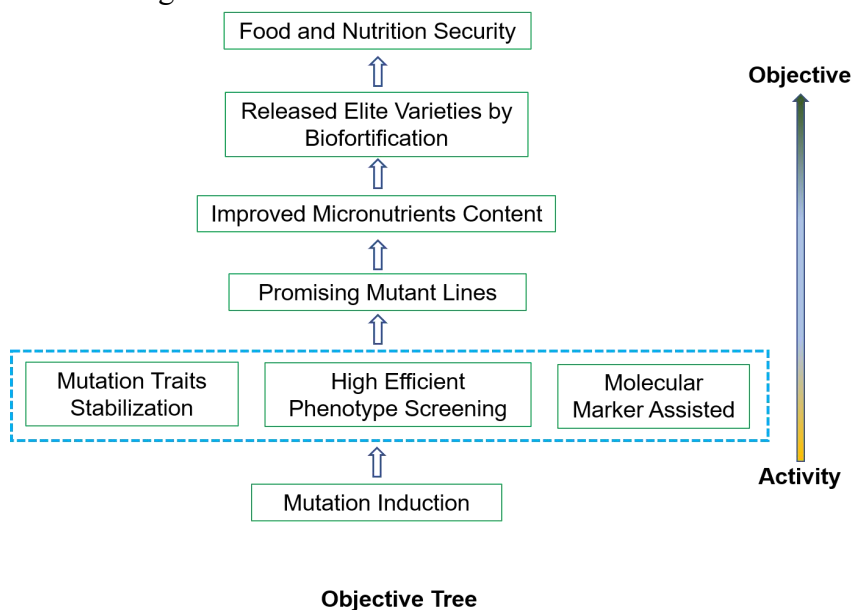 Food and Nutrition Security
Objective
Released Elite Varieties by
Biofortification
Improved Micronutrients Content
Promising Mutant Lines
Mutation Traits
Stabilization
High Efficient
Phenotype Screening
Molecular
Marker Assisted
Activity
Mutation Induction
Objective Tree